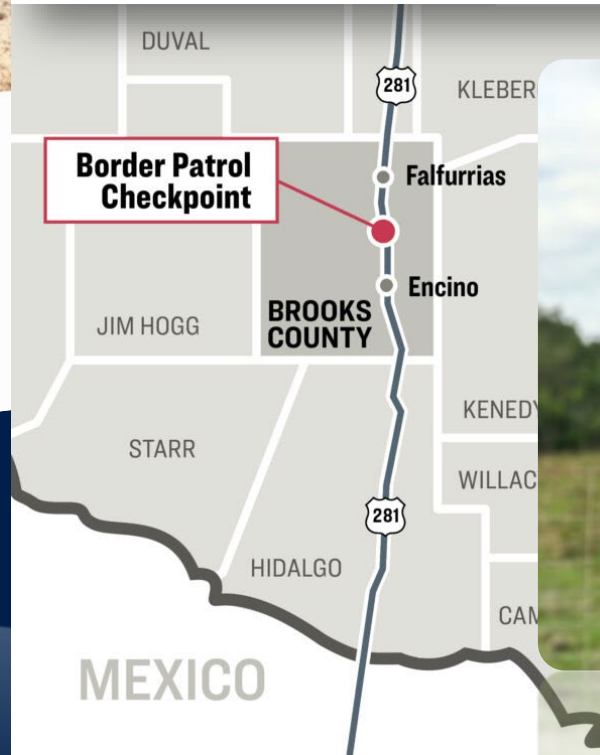 DUVAL
281
KLEBER
Border Patrol
Checkpoint
Falfurrias
Encino
BROOKS
COUNTY
JIM HOGG
KENEDY
STARR
WILLAC
281
HIDALGO
CAM
MEXICO